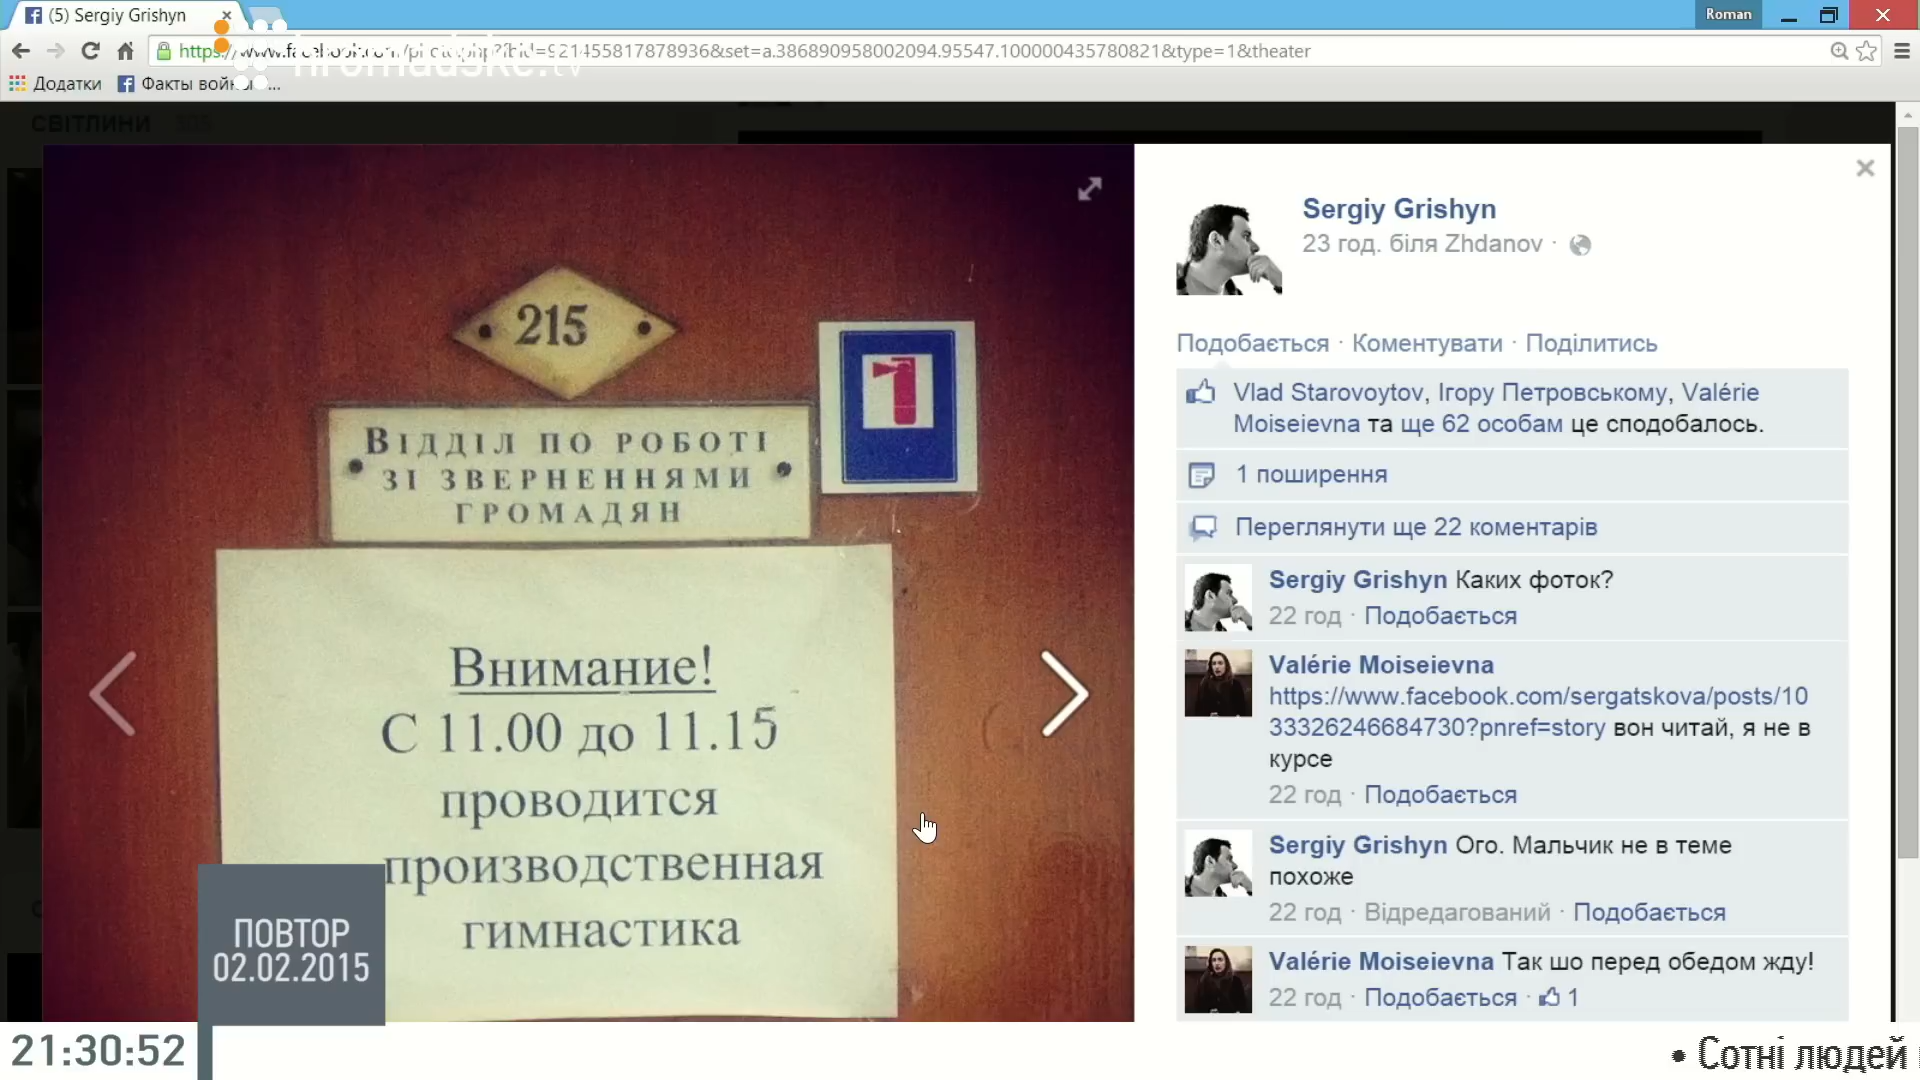 (5) Sergiy Grishyn
Roman
hromadske.tv
Додатки
СВІТЛИНИ 305
215
ВІДДІЛ ПО РОБОТІ
ЗІ ЗВЕРНЕННЯМИ
ГРОМАДЯН
Внимание!
С 11.00 до 11.15
проводится
производственная
гимнастика
Sergiy Grishyn
23 год. біля Zhdanov ·
Подобається · Коментувати · Поділитись
Vlad Starovoytov, Ігору Петровському, Valérie
Moiseievna та ще 62 особам це сподобалось.
1 поширення
Переглянути ще 22 коментарів
Sergiy Grishyn Каких фоток?
22 год · Подобається
Valérie Moiseievna
https://www.facebook.com/sergatskova/posts/10
33326246684730?pnref=story вон читай, я не в
курсе
22 год · Подобається
Sergiy Grishyn Ого. Мальчик не в теме
похоже
22 год · Відредагований · Подобається
Valérie Moiseievna Так шо перед обедом жду!
22 год · Подобається · 1
ПОВТОР
02.02.2015
21:30:52
• Сотні людей